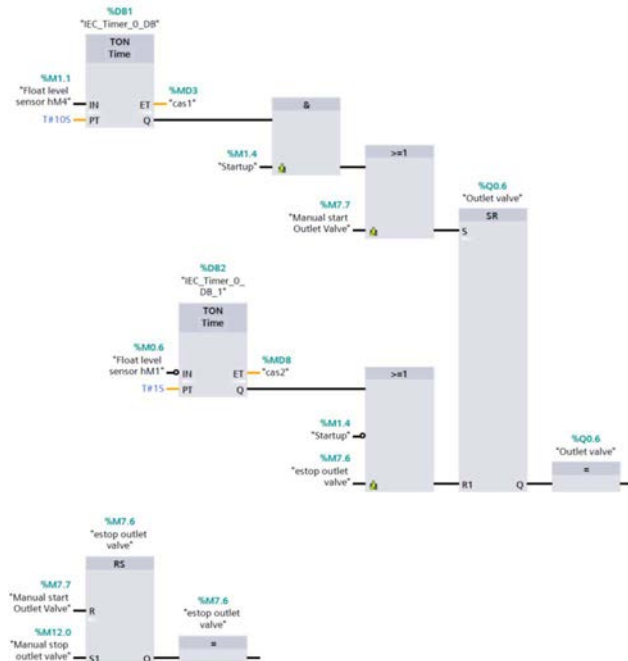 %DB1
"IEC_Timer_0_DB"
TON
Time
%M1.1
"Float level
sensor hM4"
IN
ET
%MD3
"cas1"
T#10S
PT
Q
&
%M1.4
"Startup"
>=1
%M7.7
"Manual start
Outlet Valve"
%Q0.6
"Outlet valve"
SR
S
%DB2
"IEC_Timer_0_
DB_1"
TON
Time
%M0.6
"Float level
sensor hM1"
IN
ET
%MD8
"cas2"
T#1S
PT
Q
>=1
%M1.4
"Startup"
%M7.6
"estop outlet
valve"
R1
Q
%Q0.6
"Outlet valve"
=
%M7.6
"estop outlet
valve"
RS
%M7.7
"Manual start
Outlet Valve"
R
%M12.0
"Manual stop
outlet valve"
S1
Q
%M7.6
"estop outlet
valve"
=